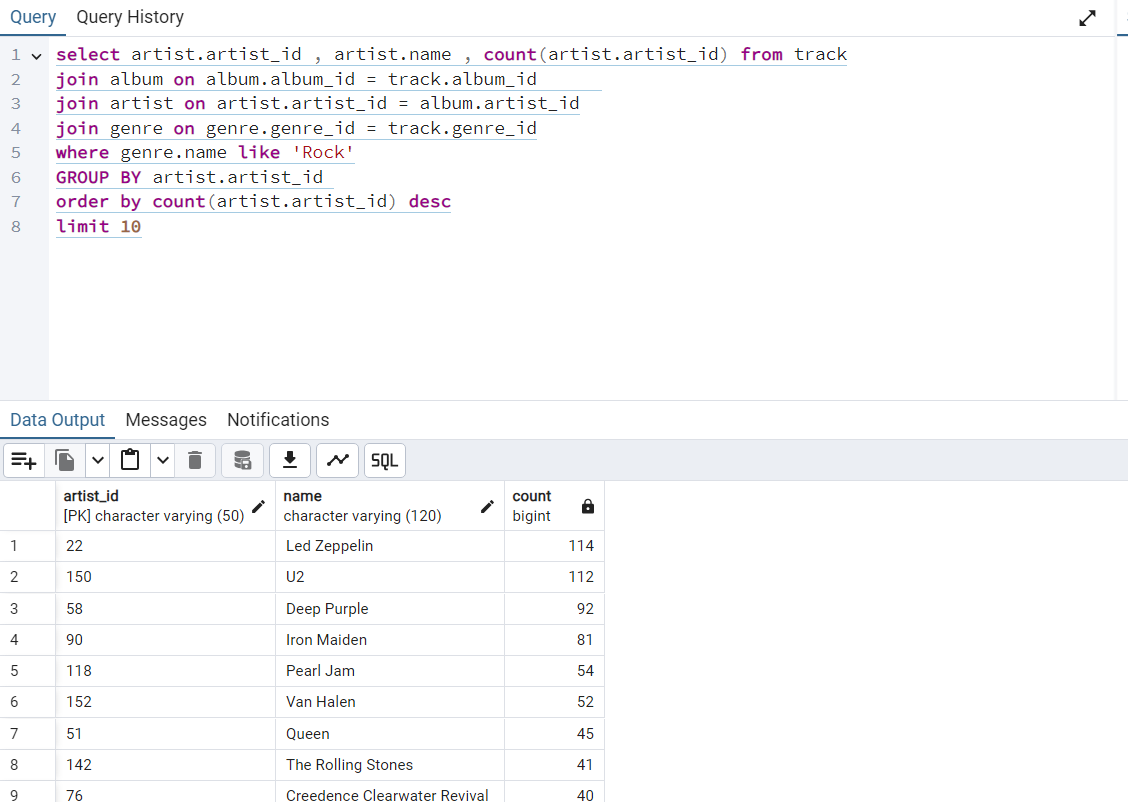 Query Query History
1 select artist.artist_id , artist.name , count(artist.artist_id) from track
2 join album on album.album_id = track.album_id
3 join artist on artist.artist_id = album.artist_id
4 join genre on genre.genre_id = track.genre_id
5 where genre.name like 'Rock'
6 GROUP BY artist.artist_id
7 order by count(artist.artist_id) desc
8 limit 10
Data Output Messages Notifications
SQL
artist_id name count
[PK] character varying (50) character varying (120) bigint
1 22 Led Zeppelin 114
2 150 U2 112
3 58 Deep Purple 92
4 90 Iron Maiden 81
5 118 Pearl Jam 54
6 152 Van Halen 52
7 51 Queen 45
8 142 The Rolling Stones 41
9 76 Creedence Clearwater Revival 40